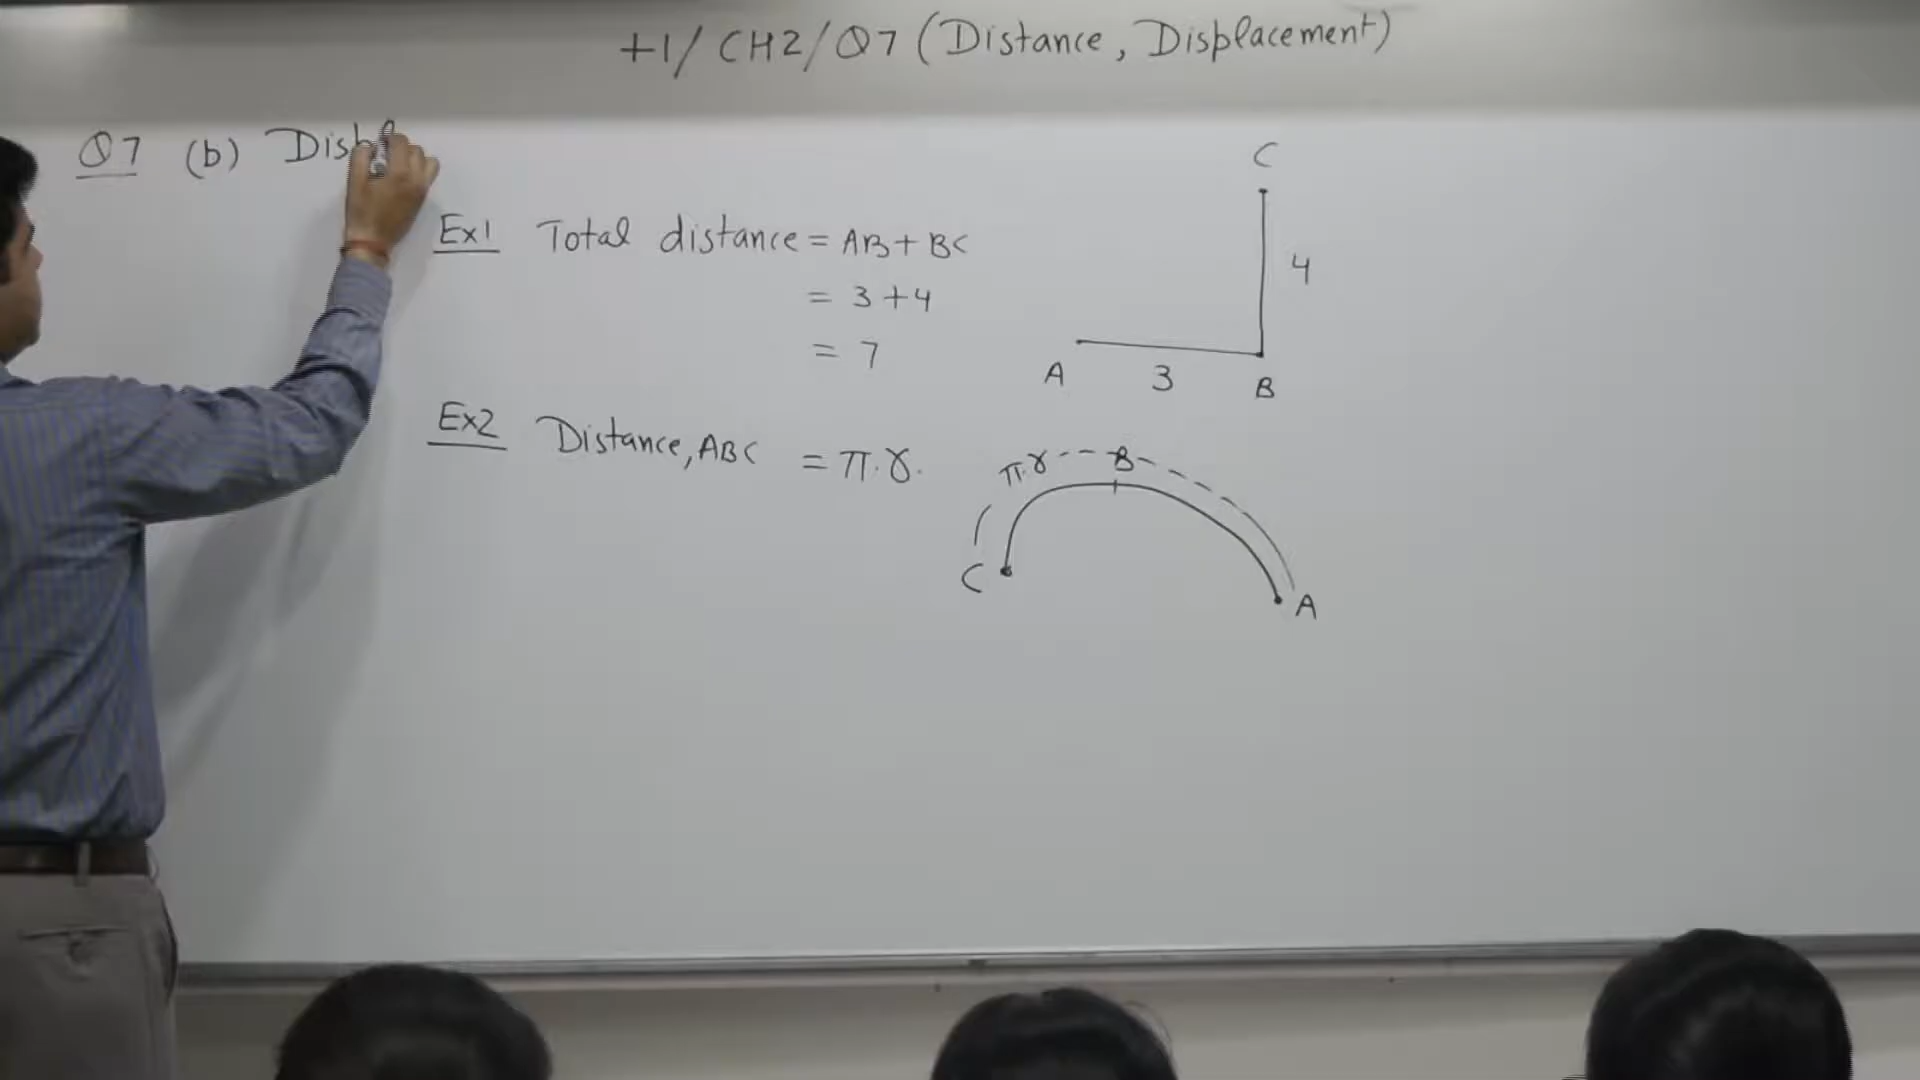 +1/ CH2/Q7 (Distance, Displacement)
Q7 (b) Displ
Ex1 Total distance = AB + BC
= 3 + 4
= 7
C
4
A 3 B
Ex2 Distance, ABC = π.r.
π.r B
C A